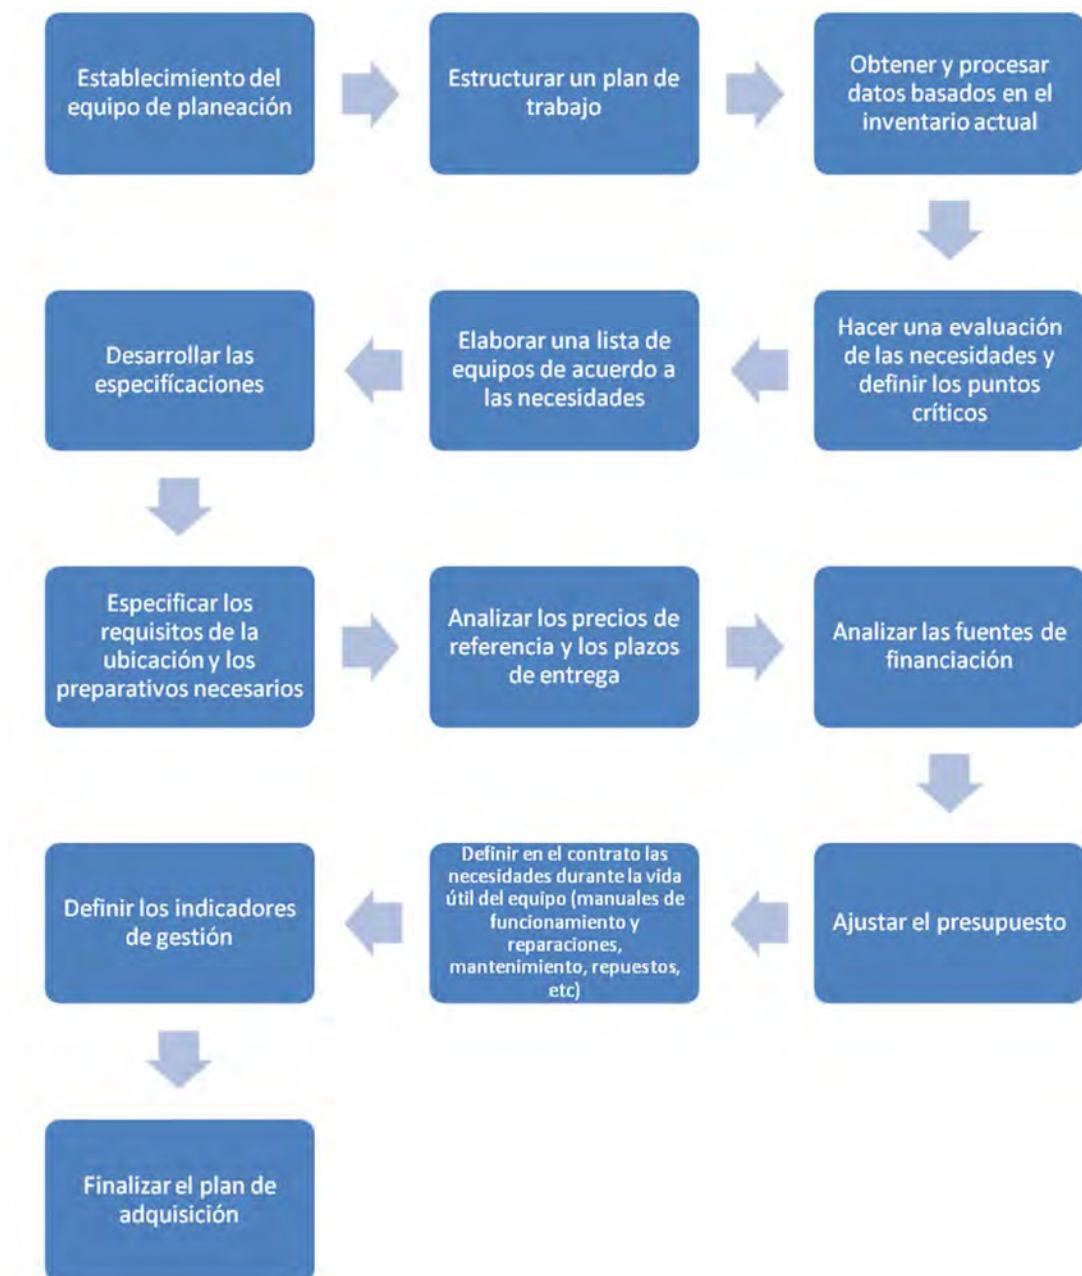 Establecimiento del
equipo de planeación
Estructurar un plan de
trabajo
Obtener y procesar
datos basados en el
inventario actual
Hacer una evaluación
de las necesidades y
definir los puntos
críticos
Elaborar una lista de
equipos de acuerdo a
las necesidades
Desarrollar las
especifícaciones
Especificar los
requisitos de la
ubicación y los
preparativos necesarios
Analizar los precios de
referencia y los plazos
de entrega
Analizar las fuentes de
financiación
Ajustar el presupuesto
Definir en el contrato las
necesidades durante la vida
útil del equipo (manuales de
funcionamiento y
reparaciones,
mantenimiento, repuestos,
etc)
Definir los indicadores
de gestión
Finalizar el plan de
adquisición